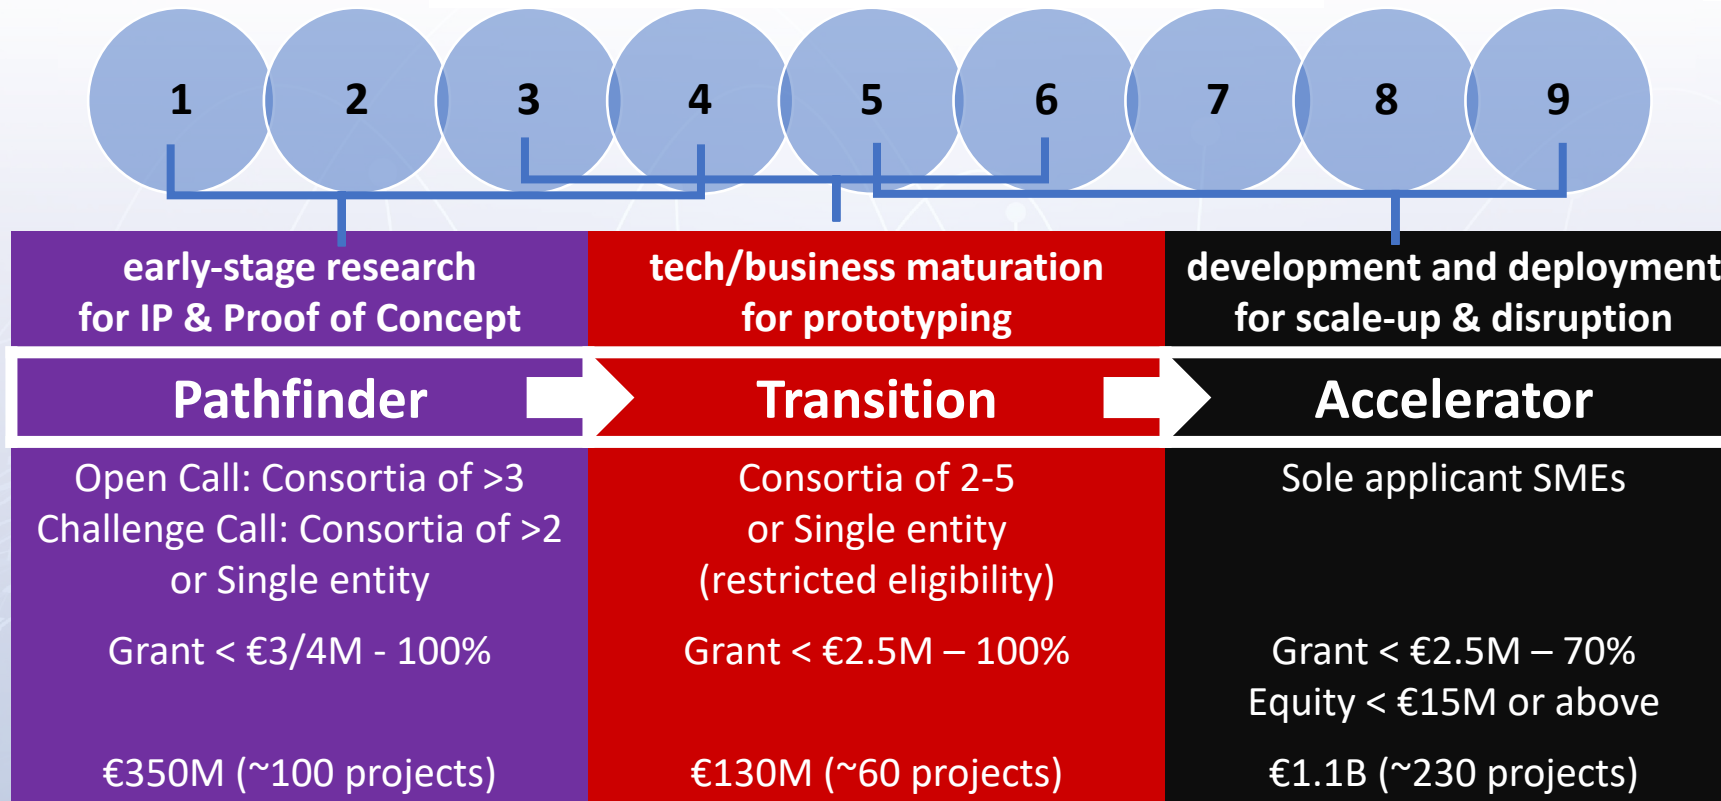 1 2 3 4 5 6 7 8 9
early-stage research
for IP & Proof of Concept
tech/business maturation
for prototyping
development and deployment
for scale-up & disruption
Pathfinder
Transition
Accelerator
Open Call: Consortia of >3
Challenge Call: Consortia of >2
or Single entity
Grant < €3/4M - 100%
€350M (~100 projects)
Consortia of 2-5
or Single entity
(restricted eligibility)
Grant < €2.5M – 100%
€130M (~60 projects)
Sole applicant SMEs
Grant < €2.5M – 70%
Equity < €15M or above
€1.1B (~230 projects)